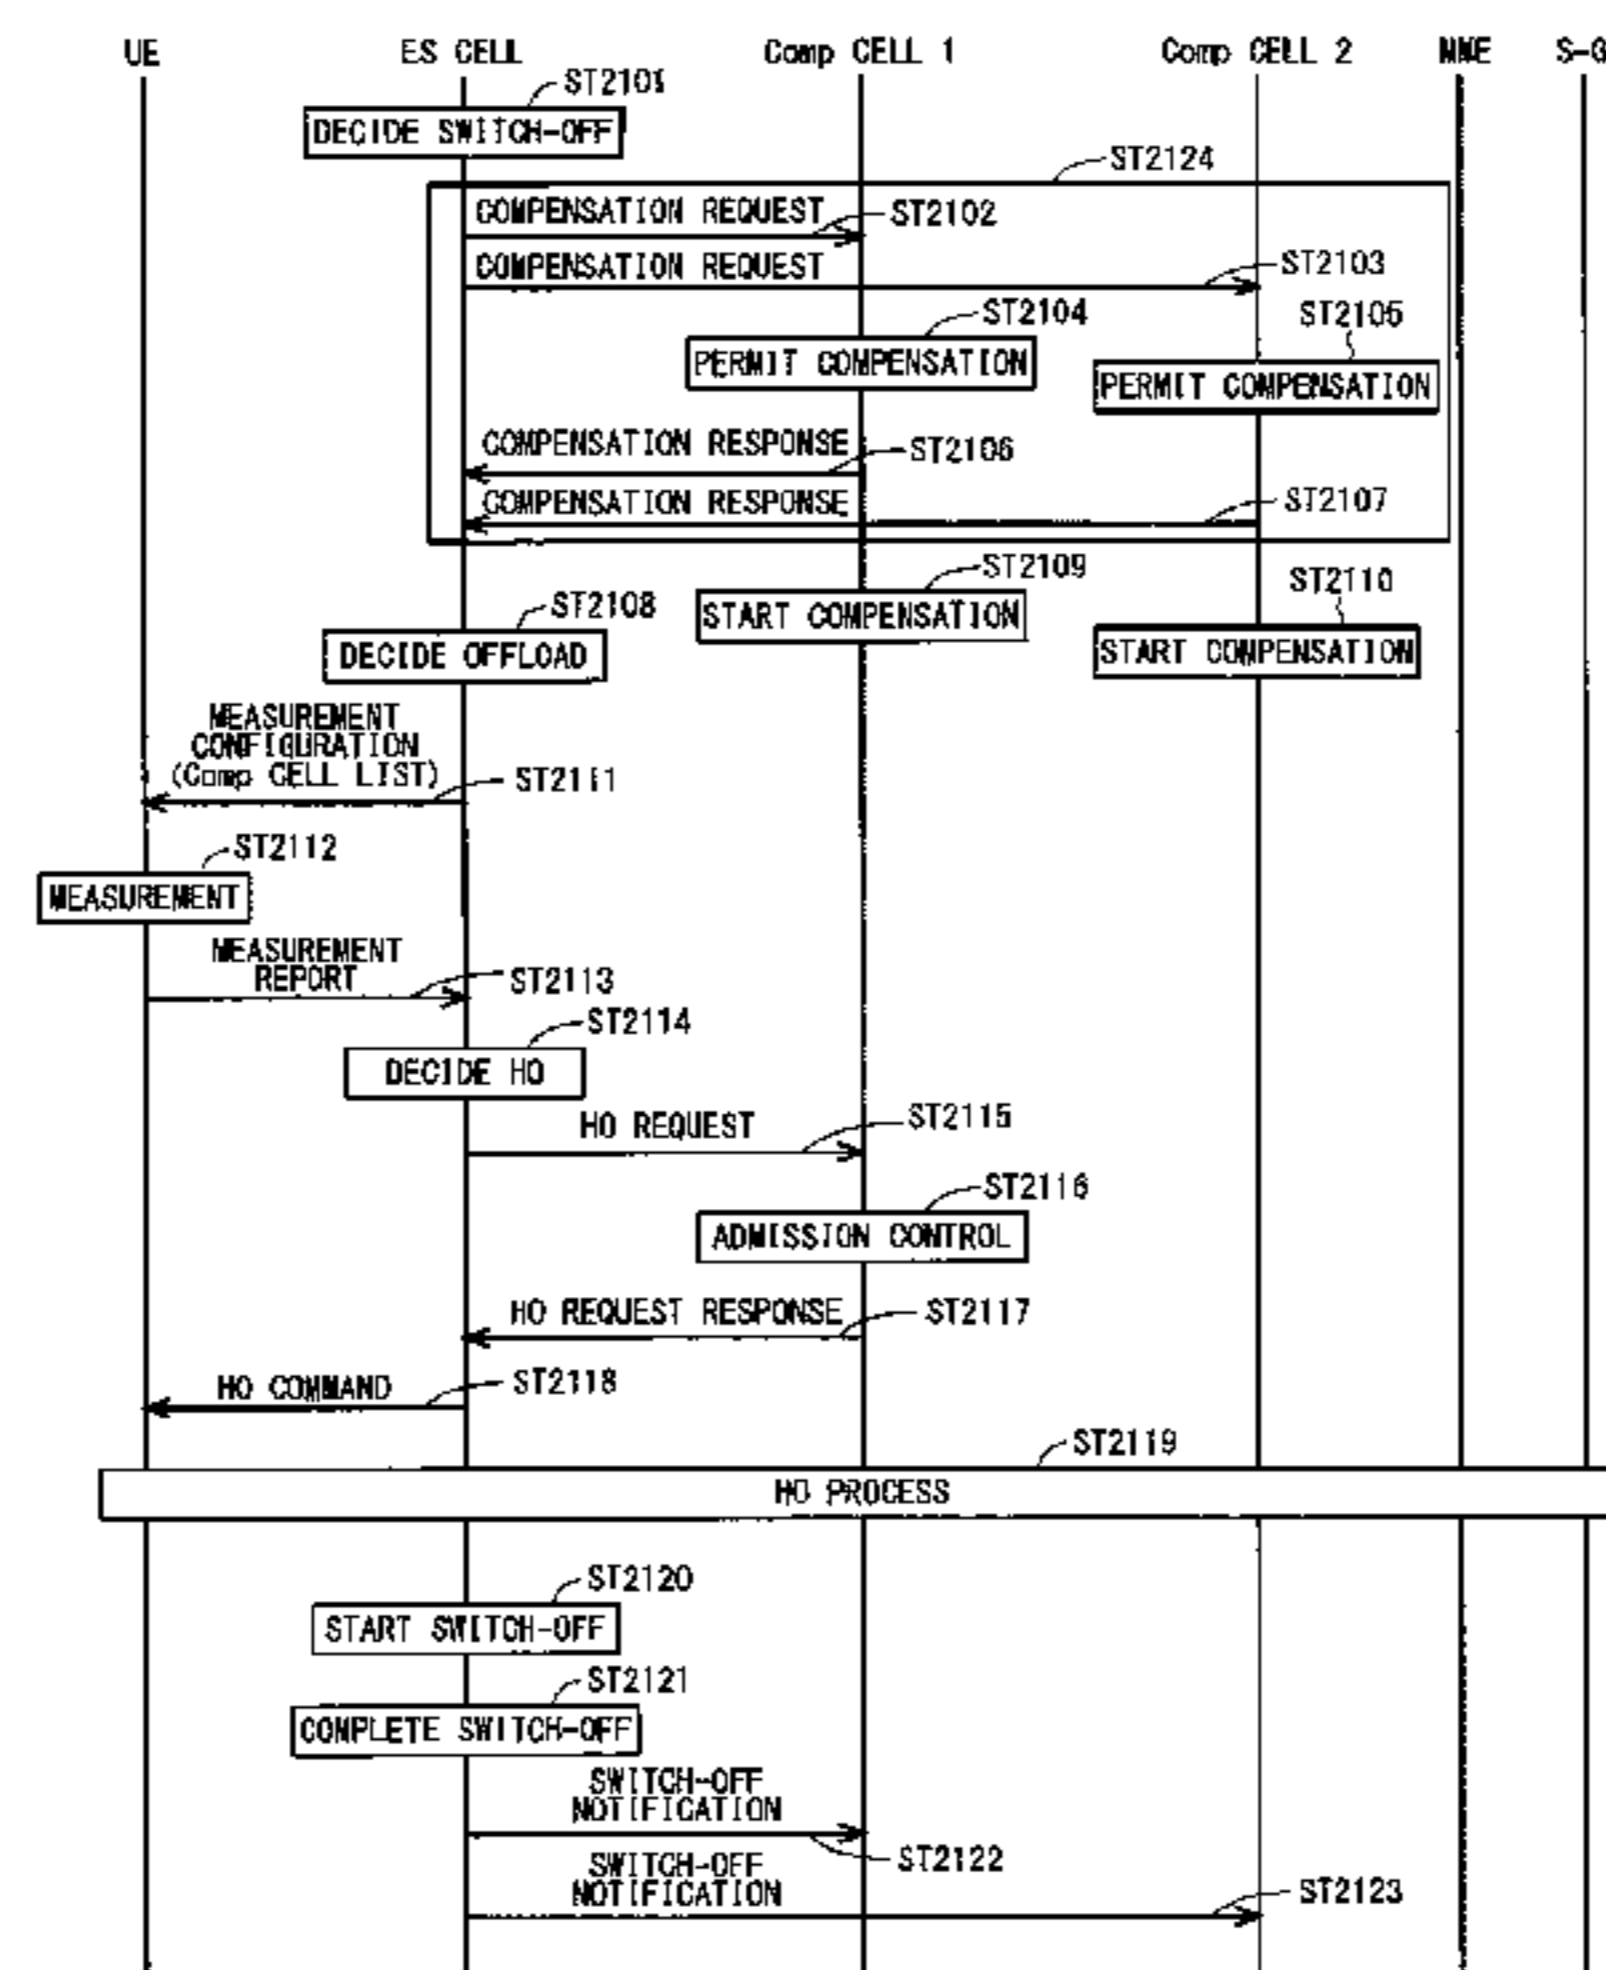 UE ES CELL Comp CELL 1 Comp CELL 2 MME S-G
ST2101
DECIDE SWITCH-OFF
ST2124
COMPENSATION REQUEST ST2102
COMPENSATION REQUEST ST2103
ST2104 ST2105
PERMIT COMPENSATION
PERMIT COMPENSATION
COMPENSATION RESPONSE ST2106
COMPENSATION RESPONSE ST2107
ST2109
ST2110
START COMPENSATION
ST2108
DECIDE OFFLOAD
START COMPENSATION
MEASUREMENT
CONFIGURATION
(Comp CELL LIST) ST2111
ST2112
MEASUREMENT
MEASUREMENT
REPORT ST2113
ST2114
DECIDE HO
HO REQUEST ST2115
ST2116
ADMISSION CONTROL
HO REQUEST RESPONSE ST2117
HO COMMAND ST2118
ST2119
HO PROCESS
ST2120
START SWITCH-OFF
ST2121
COMPLETE SWITCH-OFF
SWITCH-OFF
NOTIFICATION
ST2122
SWITCH-OFF
NOTIFICATION ST2123